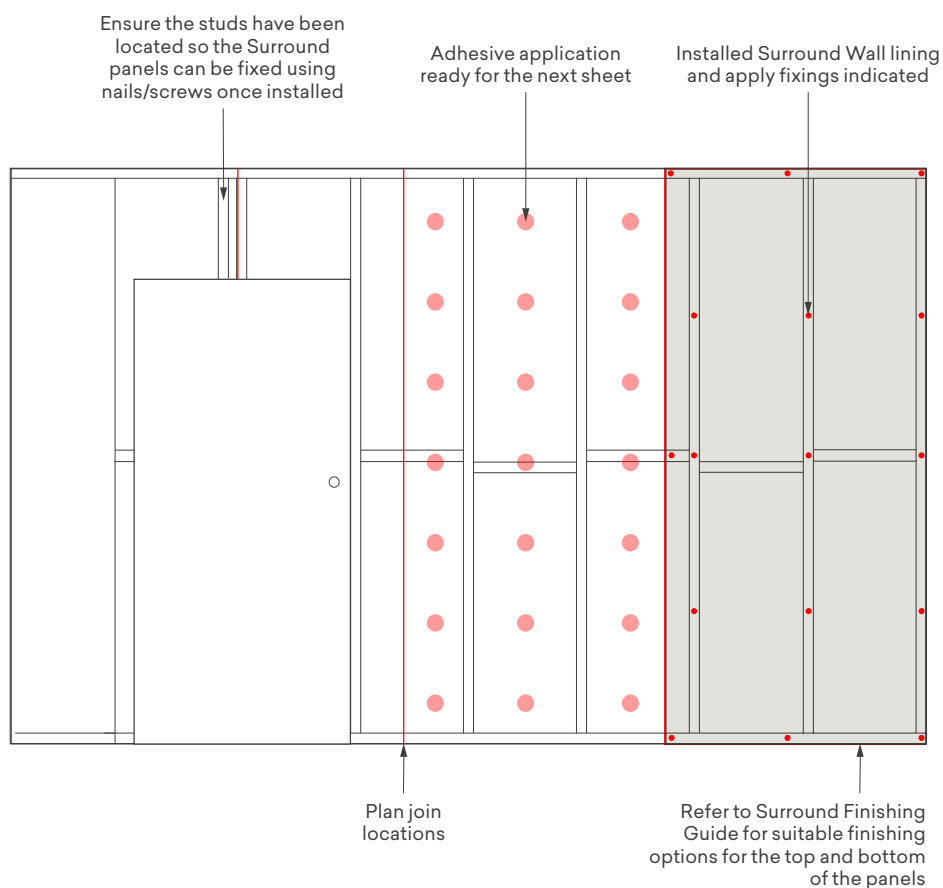 Ensure the studs have been
located so the Surround
panels can be fixed using
nails/screws once installed
Adhesive application
ready for the next sheet
Installed Surround Wall lining
and apply fixings indicated
Plan join
locations
Refer to Surround Finishing
Guide for suitable finishing
options for the top and bottom
of the panels